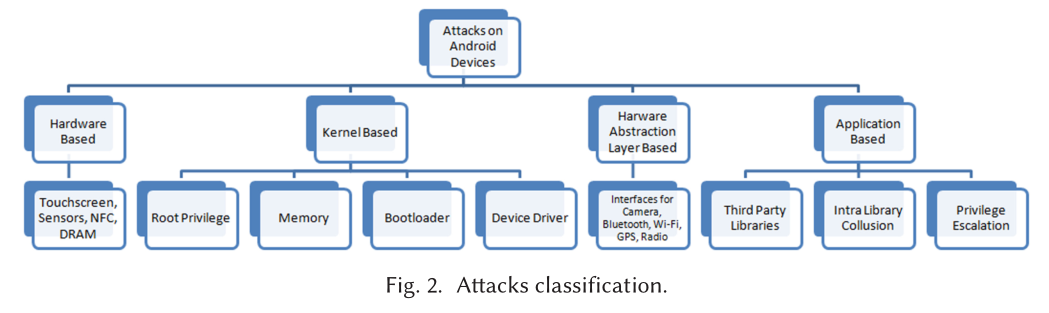 Attacks on
Android
Devices
Hardware
Based
Kernel Based
Harware
Abstraction
Layer Based
Application
Based
Touchscreen,
Sensors, NFC,
DRAM
Root Privilege
Memory
Bootloader
Device Driver
Interfaces for
Camera,
Bluetooth, Wi-Fi,
GPS, Radio
Third Party
Libraries
Intra Library
Collusion
Privilege
Escalation
Fig. 2. Attacks classification.